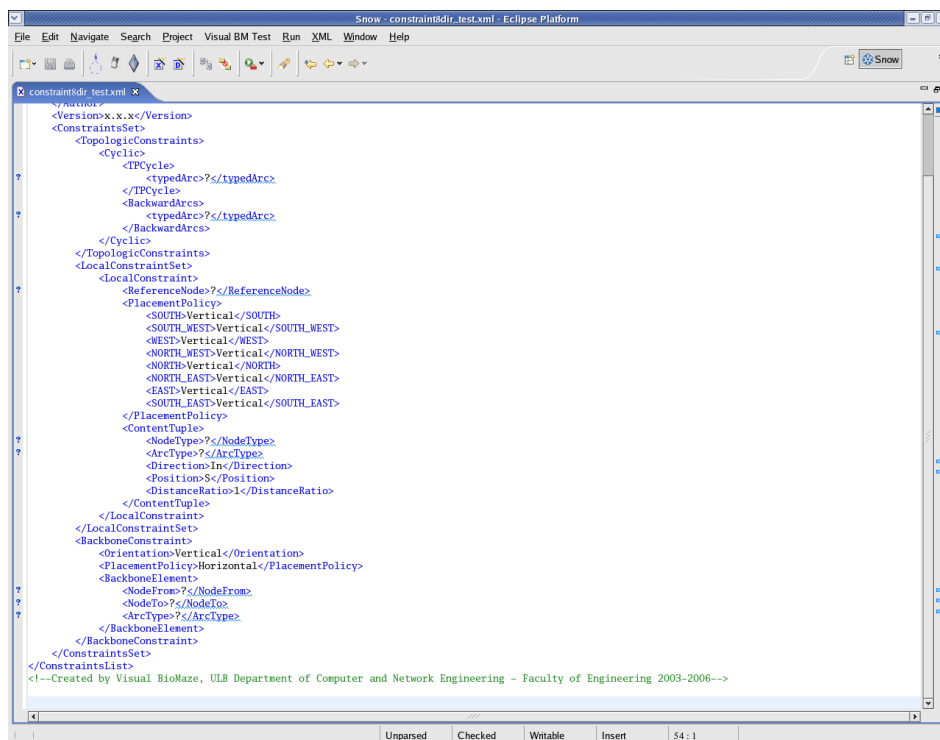 Snow - constraint8dir_test.xml - Eclipse Platform
File Edit Navigate Search Project Visual BM Test Run XML Window Help
Snow
constraint8dir_test.xml
</Author>
<Version>x.x.x</Version>
<ConstraintsSet>
<TopologicConstraints>
<Cyclic>
<TPCycle>
<typedArc>?</typedArc>
</TPCycle>
<BackwardArcs>
<typedArc>?</typedArc>
</BackwardArcs>
</Cyclic>
</TopologicConstraints>
<LocalConstraintSet>
<LocalConstraint>
<ReferenceNode>?</ReferenceNode>
<PlacementPolicy>
<SOUTH>Vertical</SOUTH>
<SOUTH_WEST>Vertical</SOUTH_WEST>
<WEST>Vertical</WEST>
<NORTH_WEST>Vertical</NORTH_WEST>
<NORTH>Vertical</NORTH>
<NORTH_EAST>Vertical</NORTH_EAST>
<EAST>Vertical</EAST>
<SOUTH_EAST>Vertical</SOUTH_EAST>
</PlacementPolicy>
<ContentTuple>
<NodeType>?</NodeType>
<ArcType>?</ArcType>
<Direction>In</Direction>
<Position>S</Position>
<DistanceRatio>1</DistanceRatio>
</ContentTuple>
</LocalConstraint>
</LocalConstraintSet>
<BackboneConstraint>
<Orientation>Vertical</Orientation>
<PlacementPolicy>Horizontal</PlacementPolicy>
<BackboneElement>
<NodeFrom>?</NodeFrom>
<NodeTo>?</NodeTo>
<ArcType>?</ArcType>
</BackboneElement>
</BackboneConstraint>
</ConstraintsSet>
</ConstraintsList>
<!--Created by Visual BioMaze, ULB Department of Computer and Network Engineering - Faculty of Engineering 2003-2006-->
Unparsed Checked Writable Insert 54 : 1